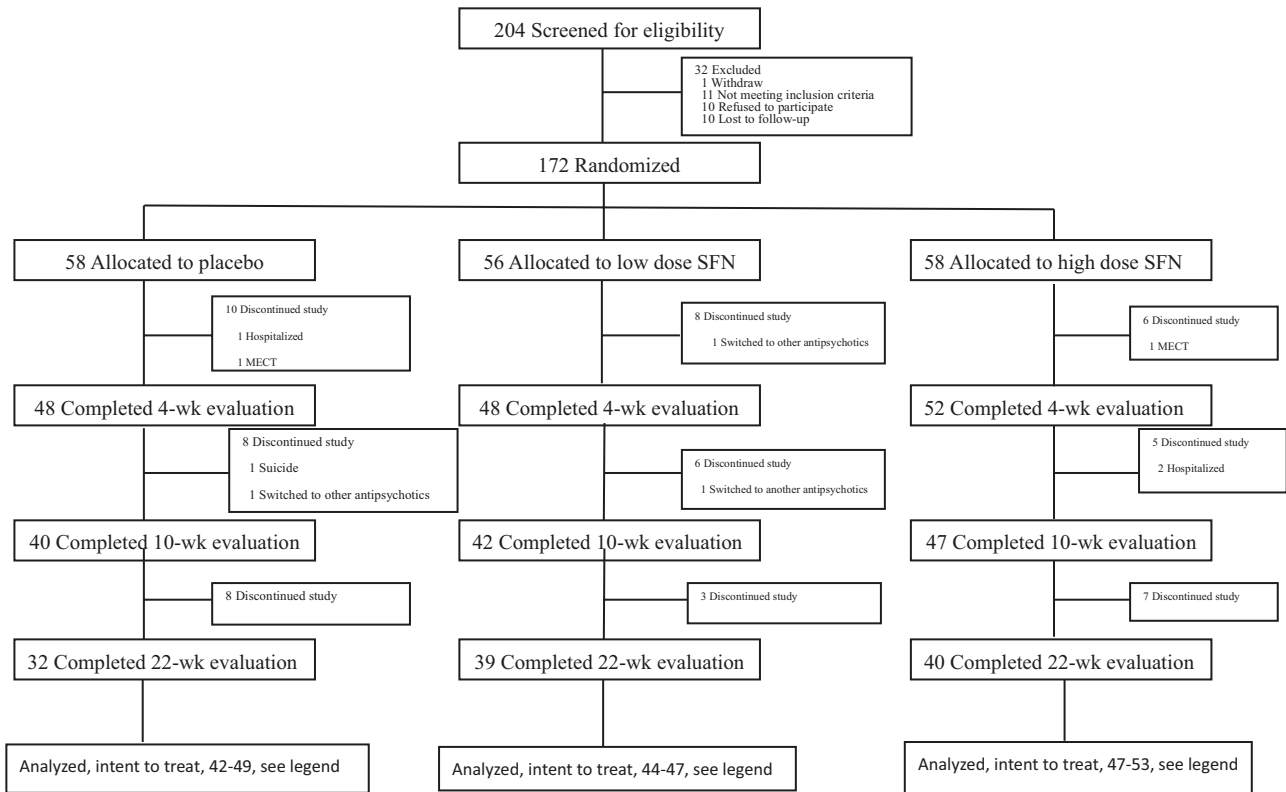 204 Screened for eligibility
32 Excluded
1 Withdraw
11 Not meeting inclusion criteria
10 Refused to participate
10 Lost to follow-up
172 Randomized
58 Allocated to placebo
56 Allocated to low dose SFN
58 Allocated to high dose SFN
10 Discontinued study
1 Hospitalized
1 MECT
8 Discontinued study
1 Switched to other antipsychotics
6 Discontinued study
1 MECT
48 Completed 4-wk evaluation
48 Completed 4-wk evaluation
52 Completed 4-wk evaluation
8 Discontinued study
1 Suicide
1 Switched to other antipsychotics
6 Discontinued study
1 Switched to another antipsychotics
5 Discontinued study
2 Hospitalized
40 Completed 10-wk evaluation
42 Completed 10-wk evaluation
47 Completed 10-wk evaluation
8 Discontinued study
3 Discontinued study
7 Discontinued study
32 Completed 22-wk evaluation
39 Completed 22-wk evaluation
40 Completed 22-wk evaluation
Analyzed, intent to treat, 42-49, see legend
Analyzed, intent to treat, 44-47, see legend
Analyzed, intent to treat, 47-53, see legend